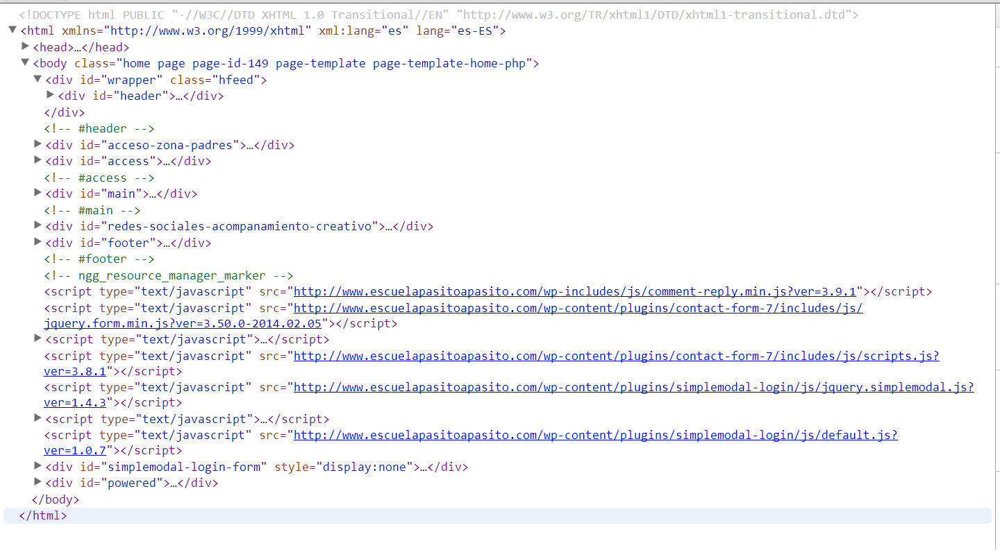 <!DOCTYPE html PUBLIC "-//W3C//DTD XHTML 1.0 Transitional//EN" "http://www.w3.org/TR/xhtml1/DTD/xhtml1-transitional.dtd">
<html xmlns="http://www.w3.org/1999/xhtml" xml:lang="es" lang="es-ES">
<head>…</head>
<body class="home page page-id-149 page-template page-template-home-php">
<div id="wrapper" class="hfeed">
<div id="header">…</div>
</div>
<!-- #header -->
<div id="acceso-zona-padres">…</div>
<div id="access">…</div>
<!-- #access -->
<div id="main">…</div>
<!-- #main -->
<div id="redes-sociales-acompanamiento-creativo">…</div>
<div id="footer">…</div>
<!-- #footer -->
<!-- ngg_resource_manager_marker -->
<script type="text/javascript" src="http://www.escuelapasitoapasito.com/wp-includes/js/comment-reply.min.js?ver=3.9.1"></script>
<script type="text/javascript" src="http://www.escuelapasitoapasito.com/wp-content/plugins/contact-form-7/includes/js/
jquery.form.min.js?ver=3.50.0-2014.02.05"></script>
<script type="text/javascript">…</script>
<script type="text/javascript" src="http://www.escuelapasitoapasito.com/wp-content/plugins/contact-form-7/includes/js/scripts.js?
ver=3.8.1"></script>
<script type="text/javascript" src="http://www.escuelapasitoapasito.com/wp-content/plugins/simplemodal-login/js/jquery.simplemodal.js?
ver=1.4.3"></script>
<script type="text/javascript">…</script>
<script type="text/javascript" src="http://www.escuelapasitoapasito.com/wp-content/plugins/simplemodal-login/js/default.js?
ver=1.0.7"></script>
<div id="simplemodal-login-form" style="display:none">…</div>
<div id="powered">…</div>
</body>
</html>